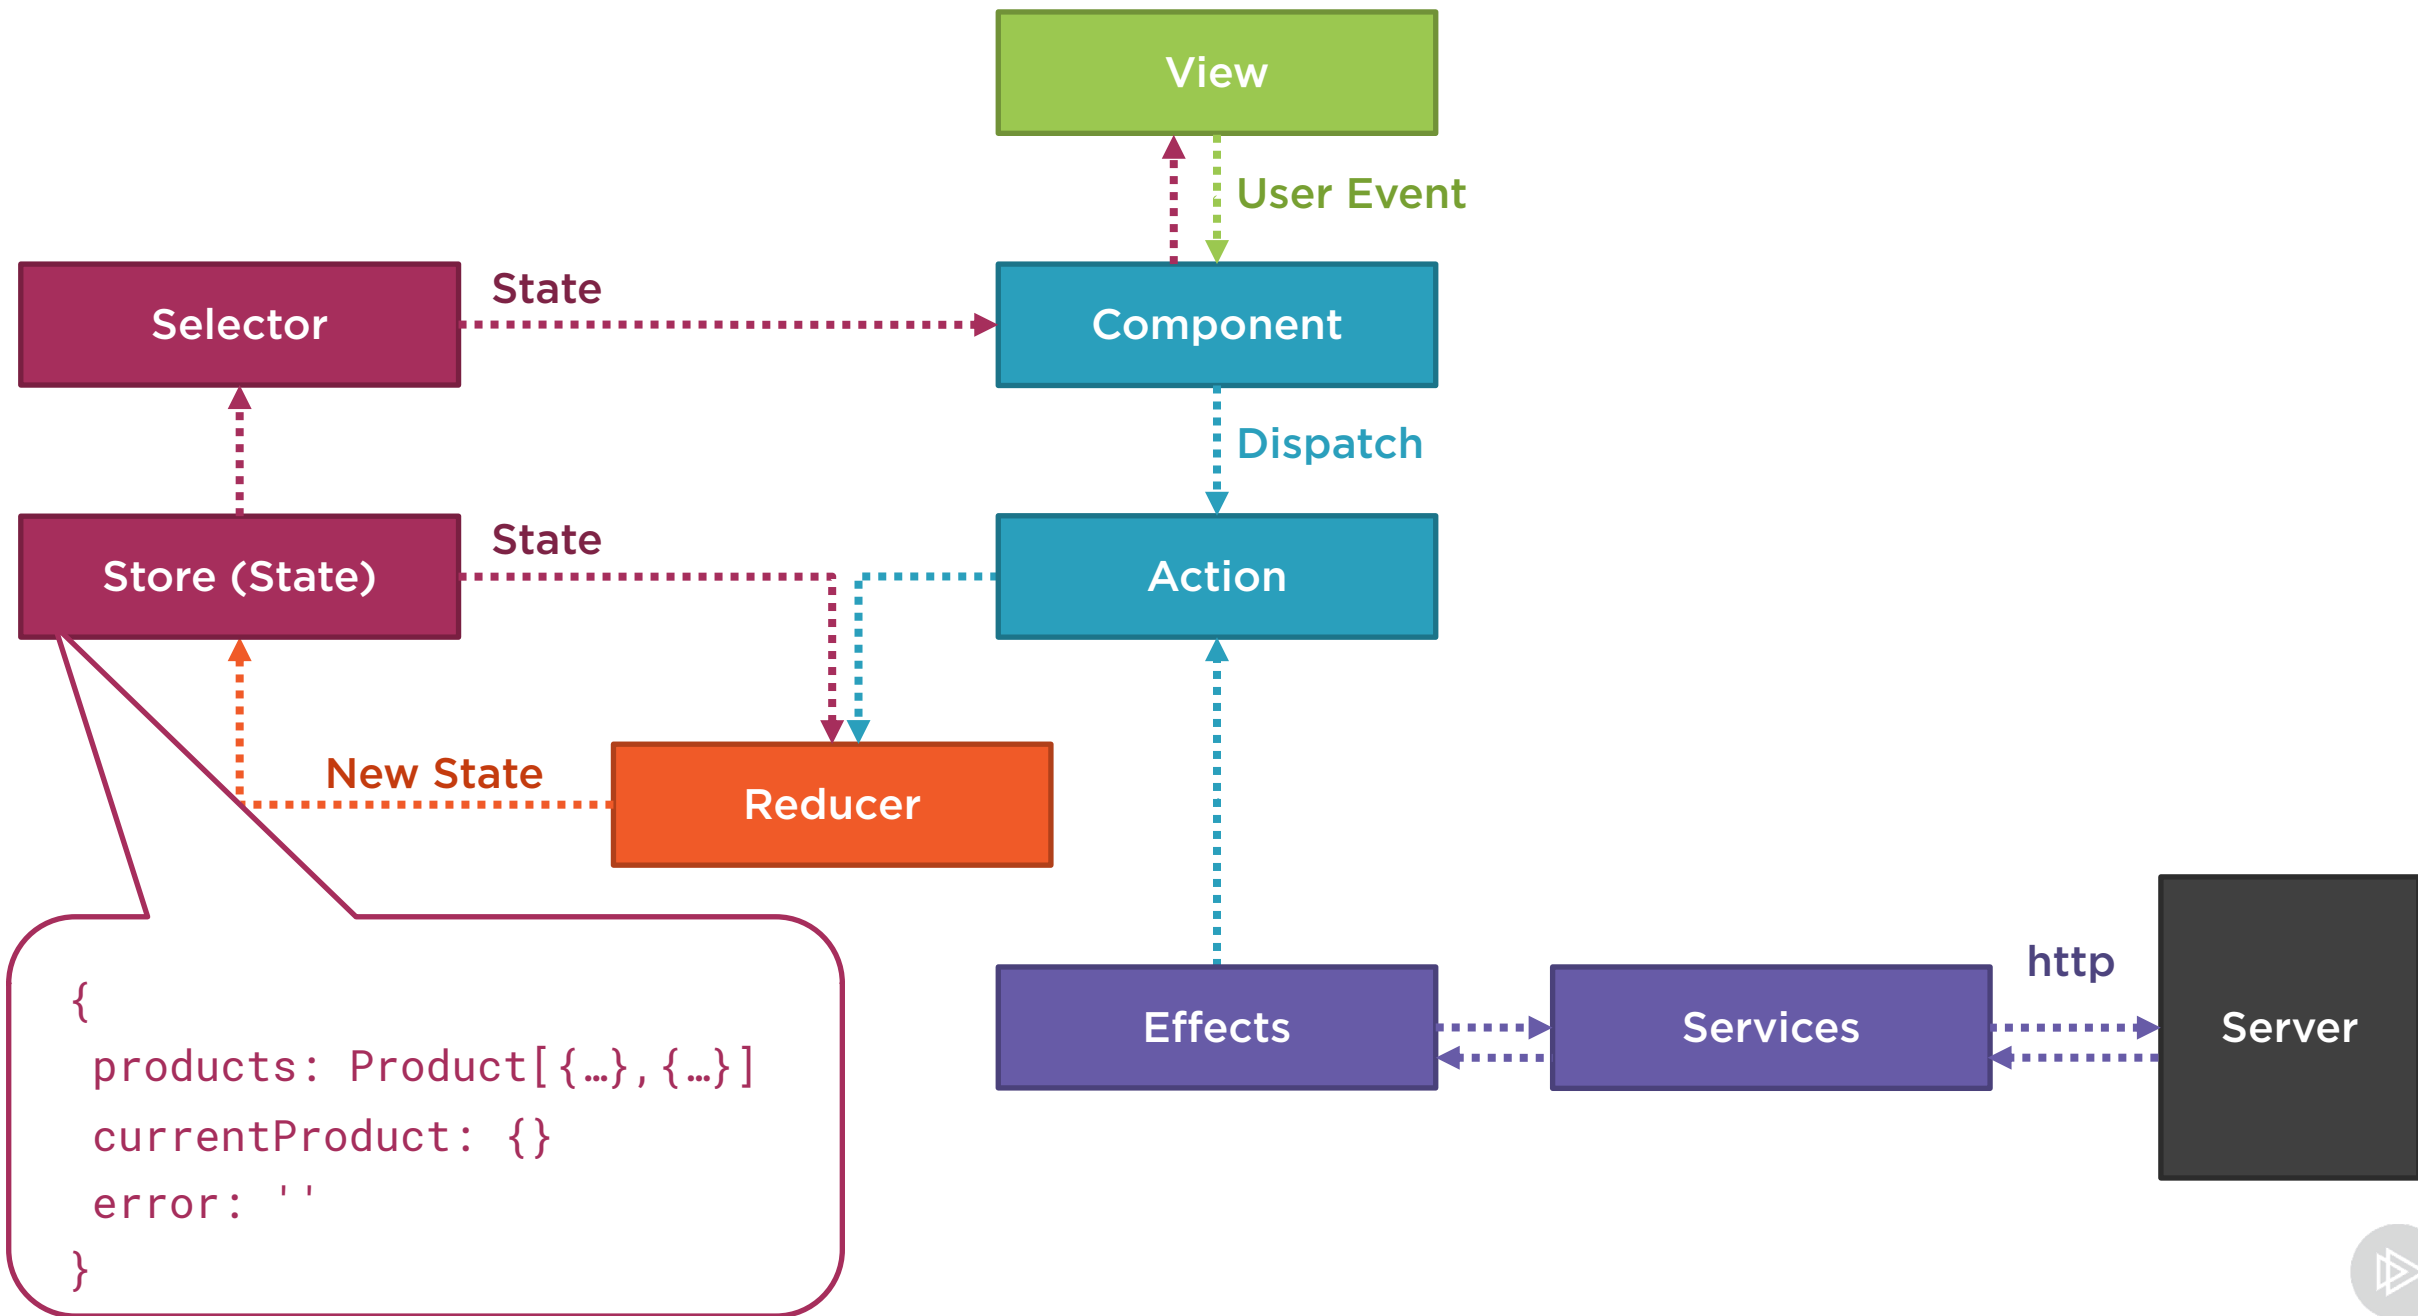 View
User Event
Selector
State
Component
Dispatch
Store (State)
State
Action
New State
Reducer
{
products: Product[{…},{…}]
currentProduct: {}
error: ''
}
Effects
Services
http
Server